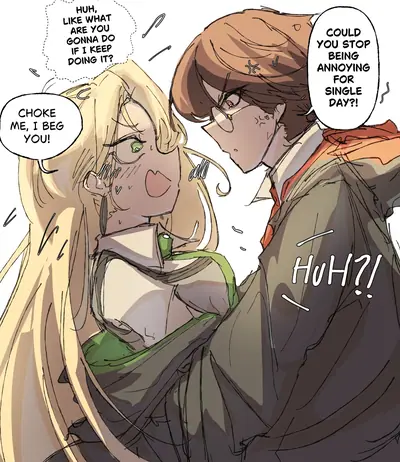 HUH,
LIKE WHAT
ARE YOU
GONNA DO
IF I KEEP
DOING IT?
COULD
YOU STOP
BEING
ANNOYING
FOR
SINGLE
DAY?!
CHOKE
ME, I BEG
YOU!
HUH?!